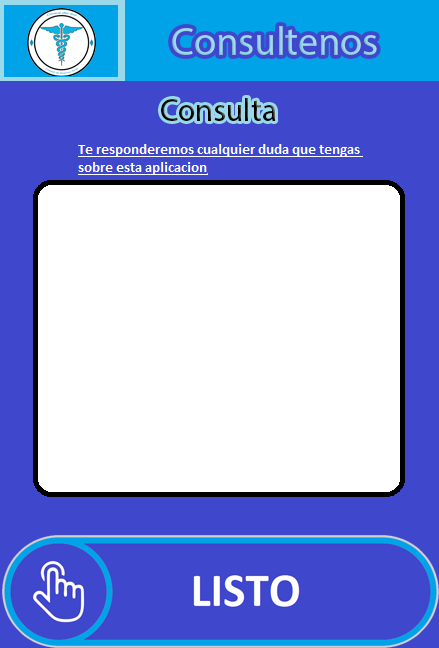 Consultenos
Consulta
Te responderemos cualquier duda que tengas
sobre esta aplicacion
LISTO